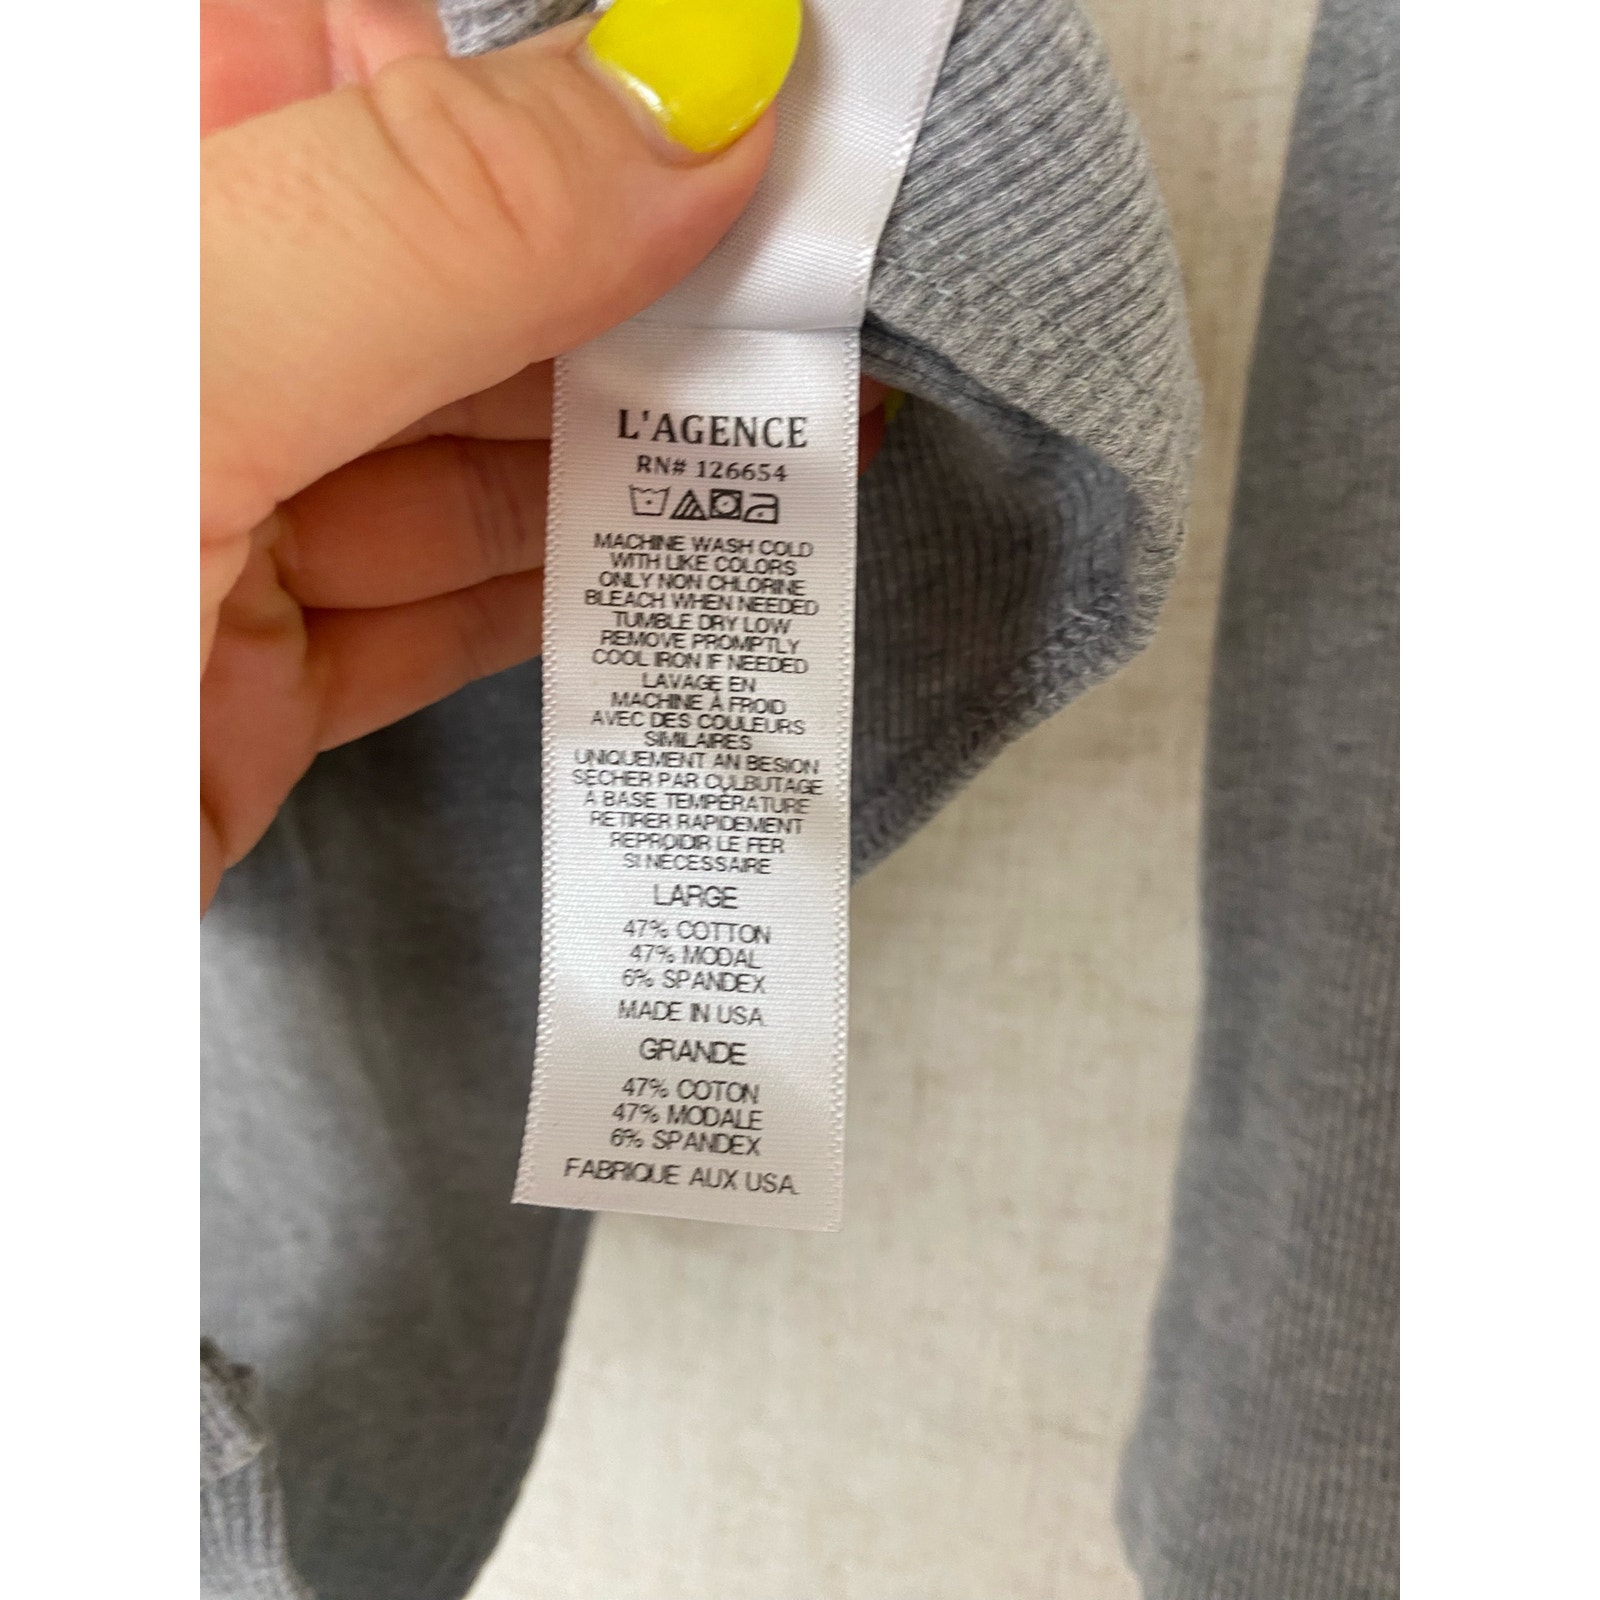 L'AGENCE
RN# 126654
MACHINE WASH COLD
WITH LIKE COLORS
ONLY NON CHLORINE
BLEACH WHEN NEEDED
TUMBLE DRY LOW
REMOVE PROMPTLY
COOL IRON IF NEEDED
LAVAGE EN
MACHINE À FROID
AVEC DES COULEURS
SIMILAIRES
UNIQUEMENT AN BESION
SÉCHER PAR CULBUTAGE
À BASE TEMPÉRATURE
RETIRER RAPIDEMENT
REPROIDIR LE FER
SI NÉCESSAIRE
LARGE
47% COTTON
47% MODAL
6% SPANDEX
MADE IN USA
GRANDE
47% COTON
47% MODALE
6% SPANDEX
FABRIQUE AUX USA.